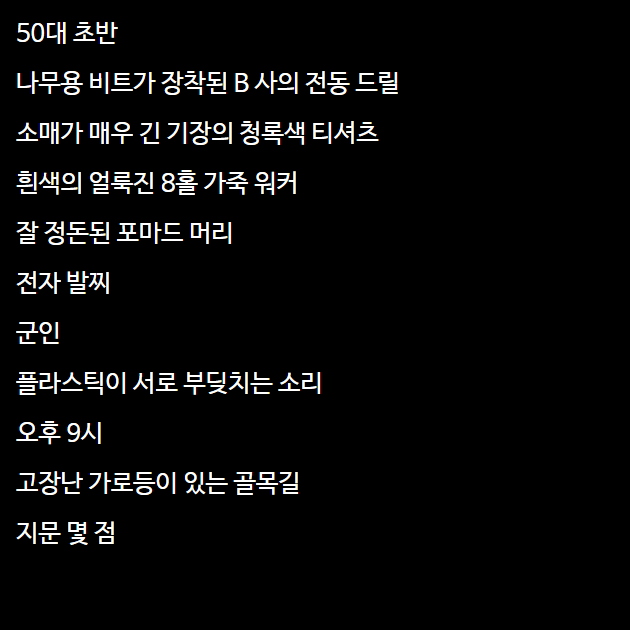 50대 초반
나무용 비트가 장착된 B 사의 전동 드릴
소매가 매우 긴 기장의 청록색 티셔츠
흰색의 얼룩진 8홀 가죽 워커
잘 정돈된 포마드 머리
전자 발찌
군인
플라스틱이 서로 부딪치는 소리
오후 9시
고장난 가로등이 있는 골목길
지문 몇 점